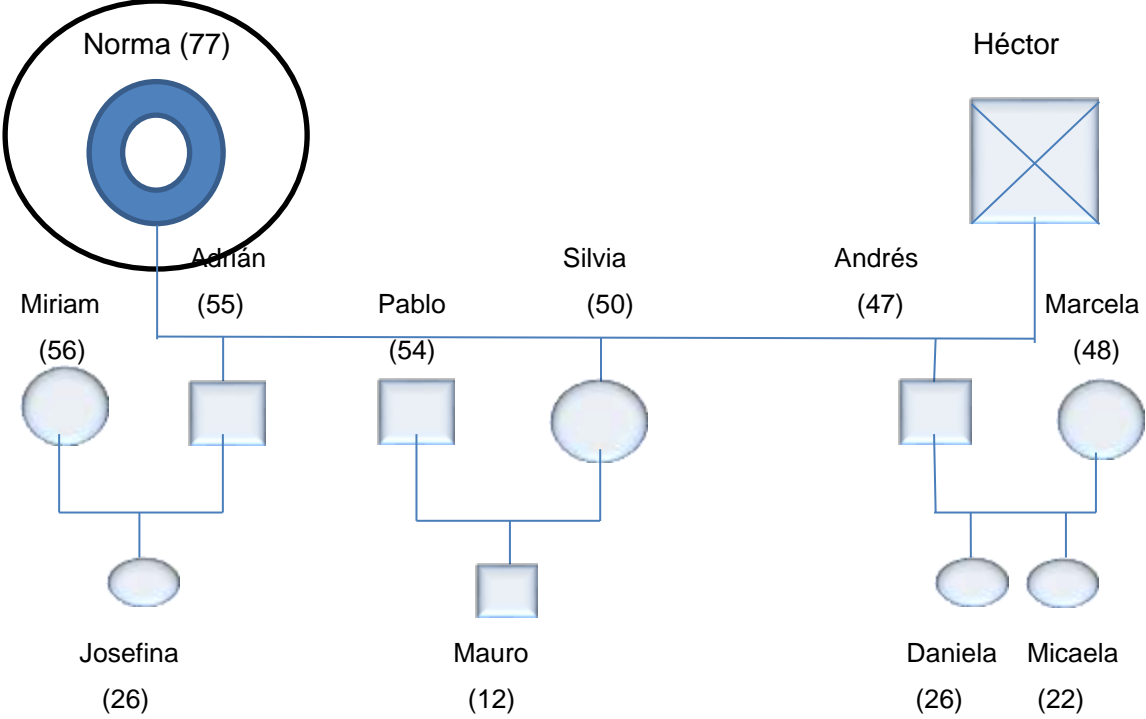 Norma (77) Héctor
Adrián Silvia Andrés
Miriam (55) Pablo (50) (47) Marcela
(56) (54) (48)
Josefina Mauro Daniela Micaela
(26) (12) (26) (22)